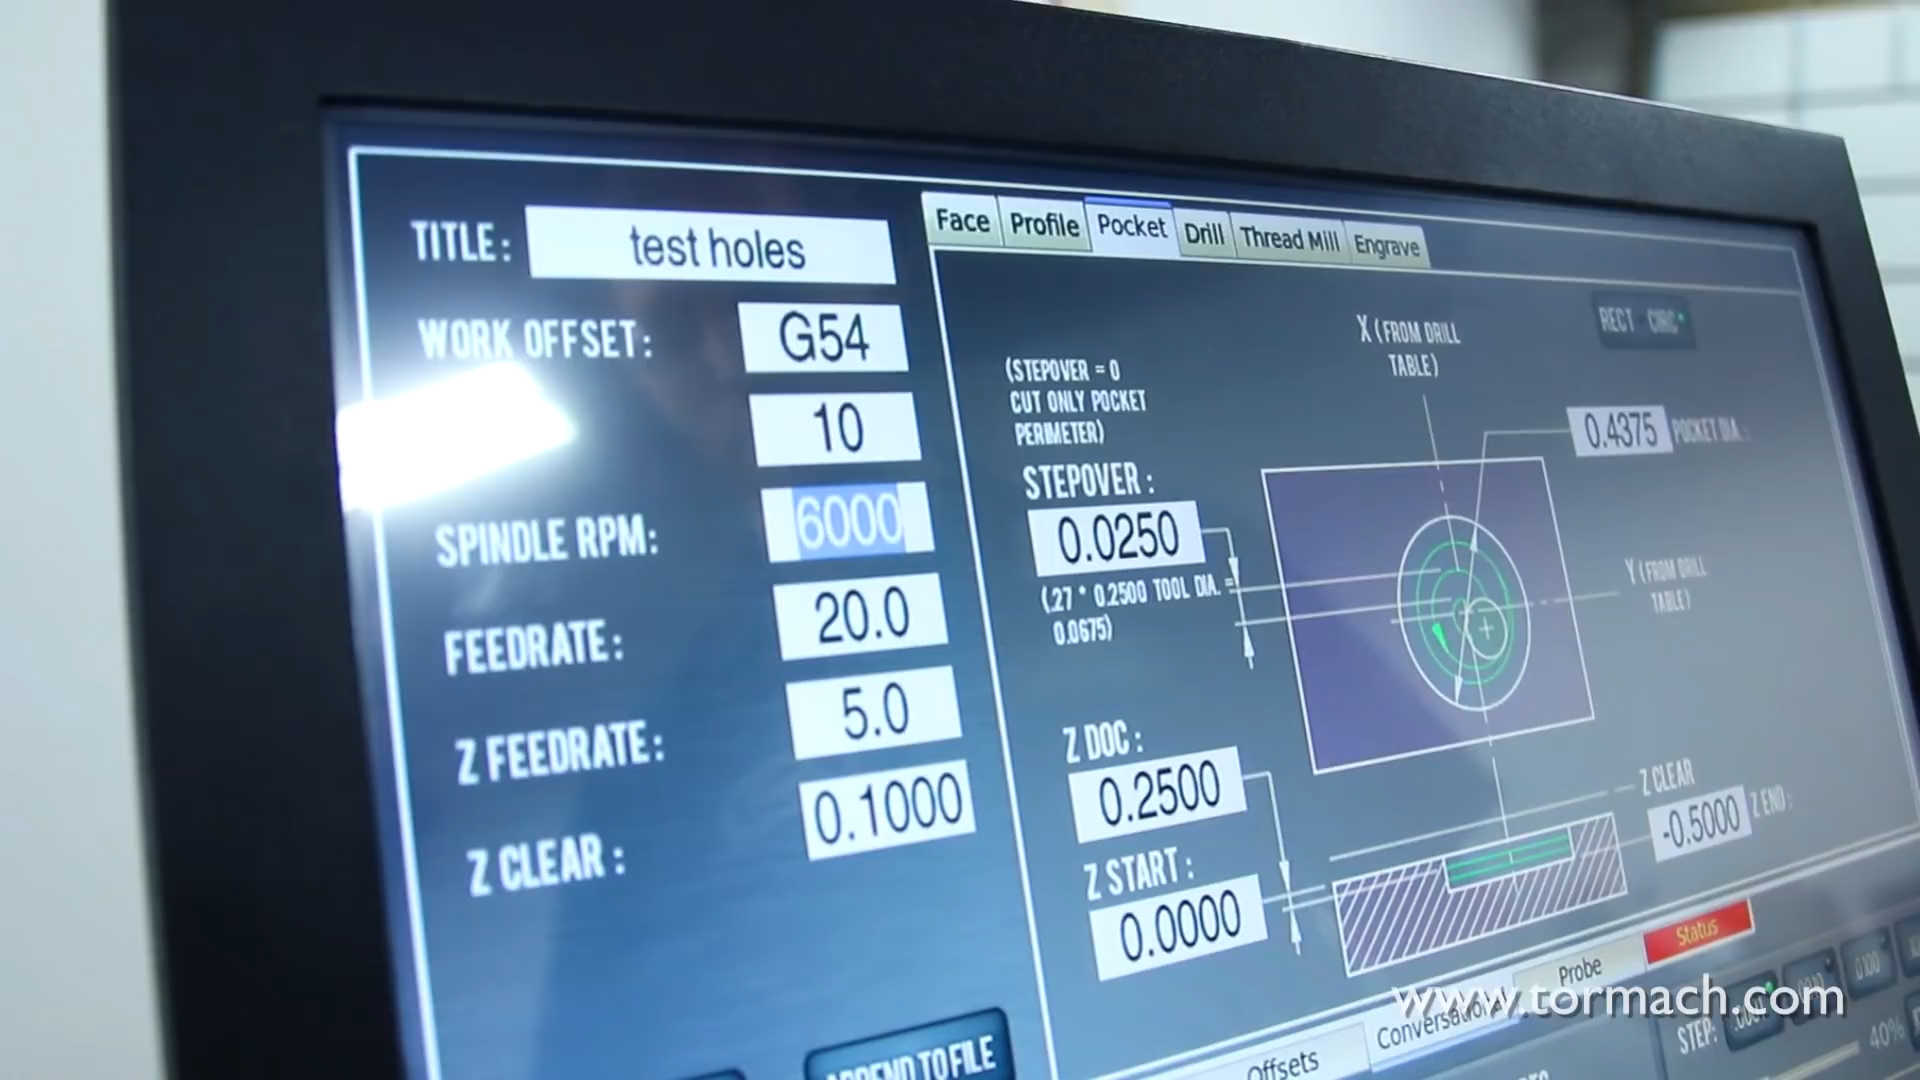 TITLE:
test holes
WORK OFFSET:
G54
10
SPINDLE RPM:
6000
FEEDRATE:
20.0
Z FEEDRATE:
5.0
Z CLEAR :
0.1000
APPEND TO FILE
Face
Profile
Pocket
Drill
Thread Mill
Engrave
RECT CIRC
X (FROM DRILL
TABLE)
(STEPOVER = 0
CUT ONLY POCKET
PERIMETER)
0.4375
POCKET DIA. :
STEPOVER :
0.0250
(.27 * 0.2500 TOOL DIA. =
0.0675)
Y (FROM DRILL
TABLE)
Z DOC :
0.2500
Z CLEAR
-0.5000
Z END :
Z START :
0.0000
Offsets
Conversational
Probe
Status
STEP:
.0001
40%
www.tormach.com